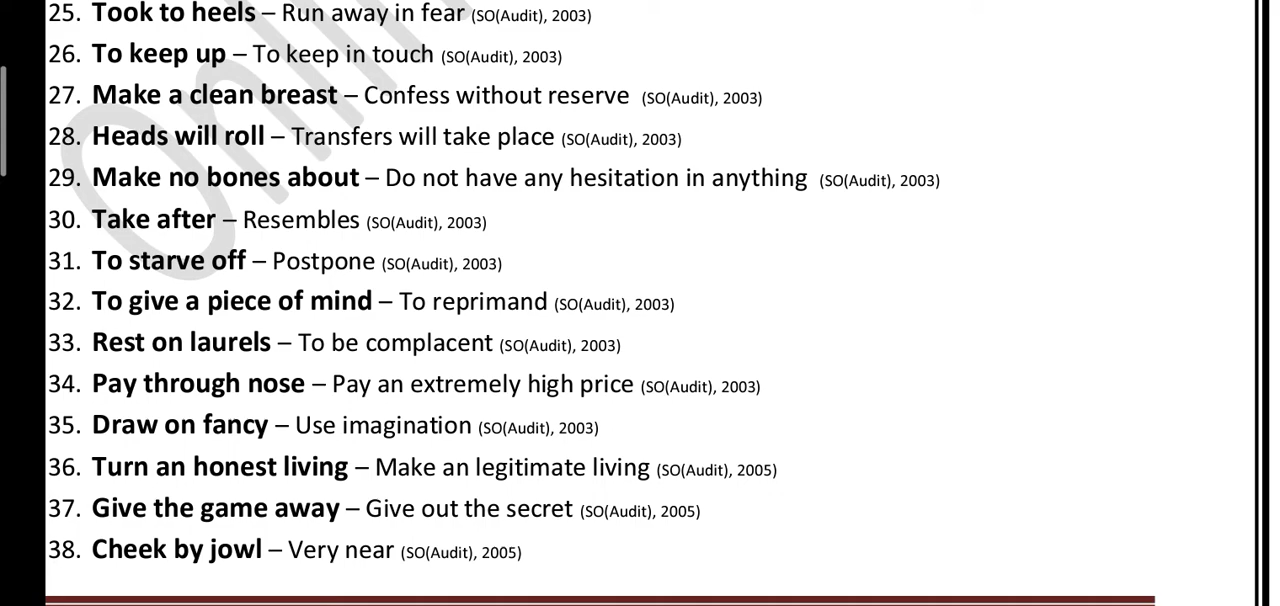 25. Took to heels – Run away in fear (SO(Audit), 2003)
26. To keep up – To keep in touch (SO(Audit), 2003)
27. Make a clean breast – Confess without reserve (SO(Audit), 2003)
28. Heads will roll – Transfers will take place (SO(Audit), 2003)
29. Make no bones about – Do not have any hesitation in anything (SO(Audit), 2003)
30. Take after – Resembles (SO(Audit), 2003)
31. To starve off – Postpone (SO(Audit), 2003)
32. To give a piece of mind – To reprimand (SO(Audit), 2003)
33. Rest on laurels – To be complacent (SO(Audit), 2003)
34. Pay through nose – Pay an extremely high price (SO(Audit), 2003)
35. Draw on fancy – Use imagination (SO(Audit), 2003)
36. Turn an honest living – Make an legitimate living (SO(Audit), 2005)
37. Give the game away – Give out the secret (SO(Audit), 2005)
38. Cheek by jowl – Very near (SO(Audit), 2005)